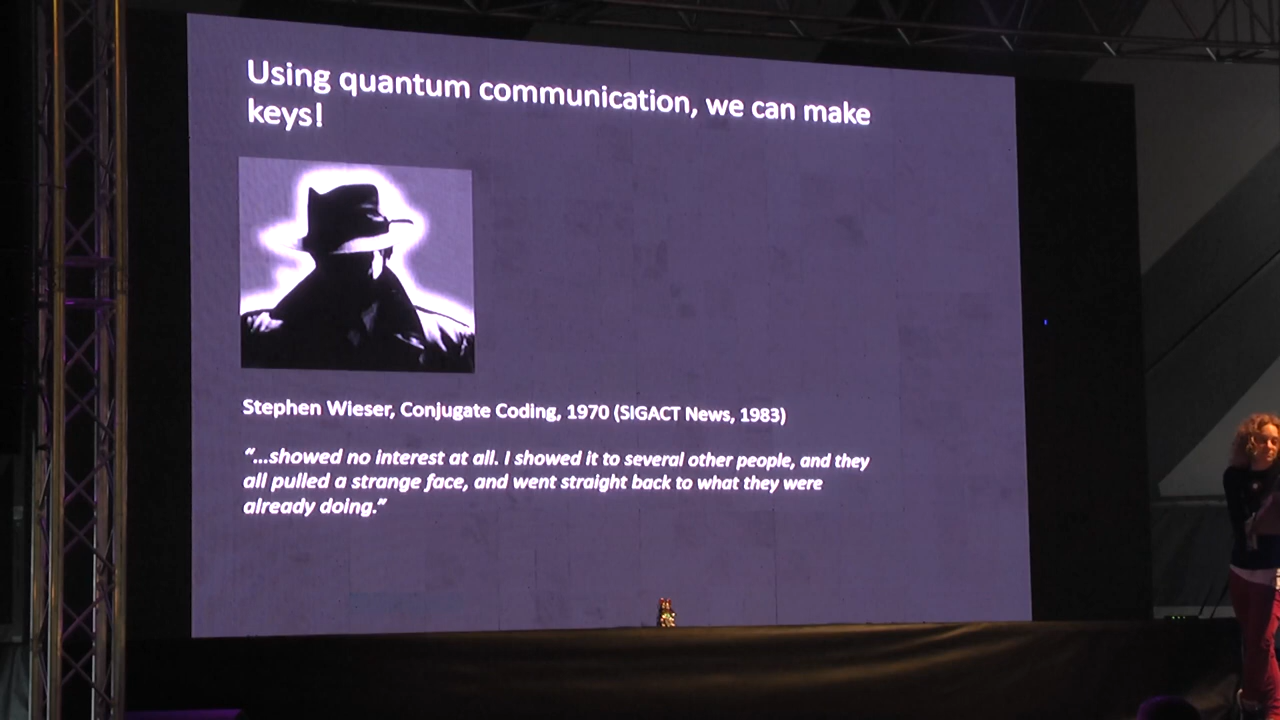 Using quantum communication, we can make
keys!
Stephen Wieser, Conjugate Coding, 1970 (SIGACT News, 1983)
“...showed no interest at all. I showed it to several other people, and they
all pulled a strange face, and went straight back to what they were
already doing.”